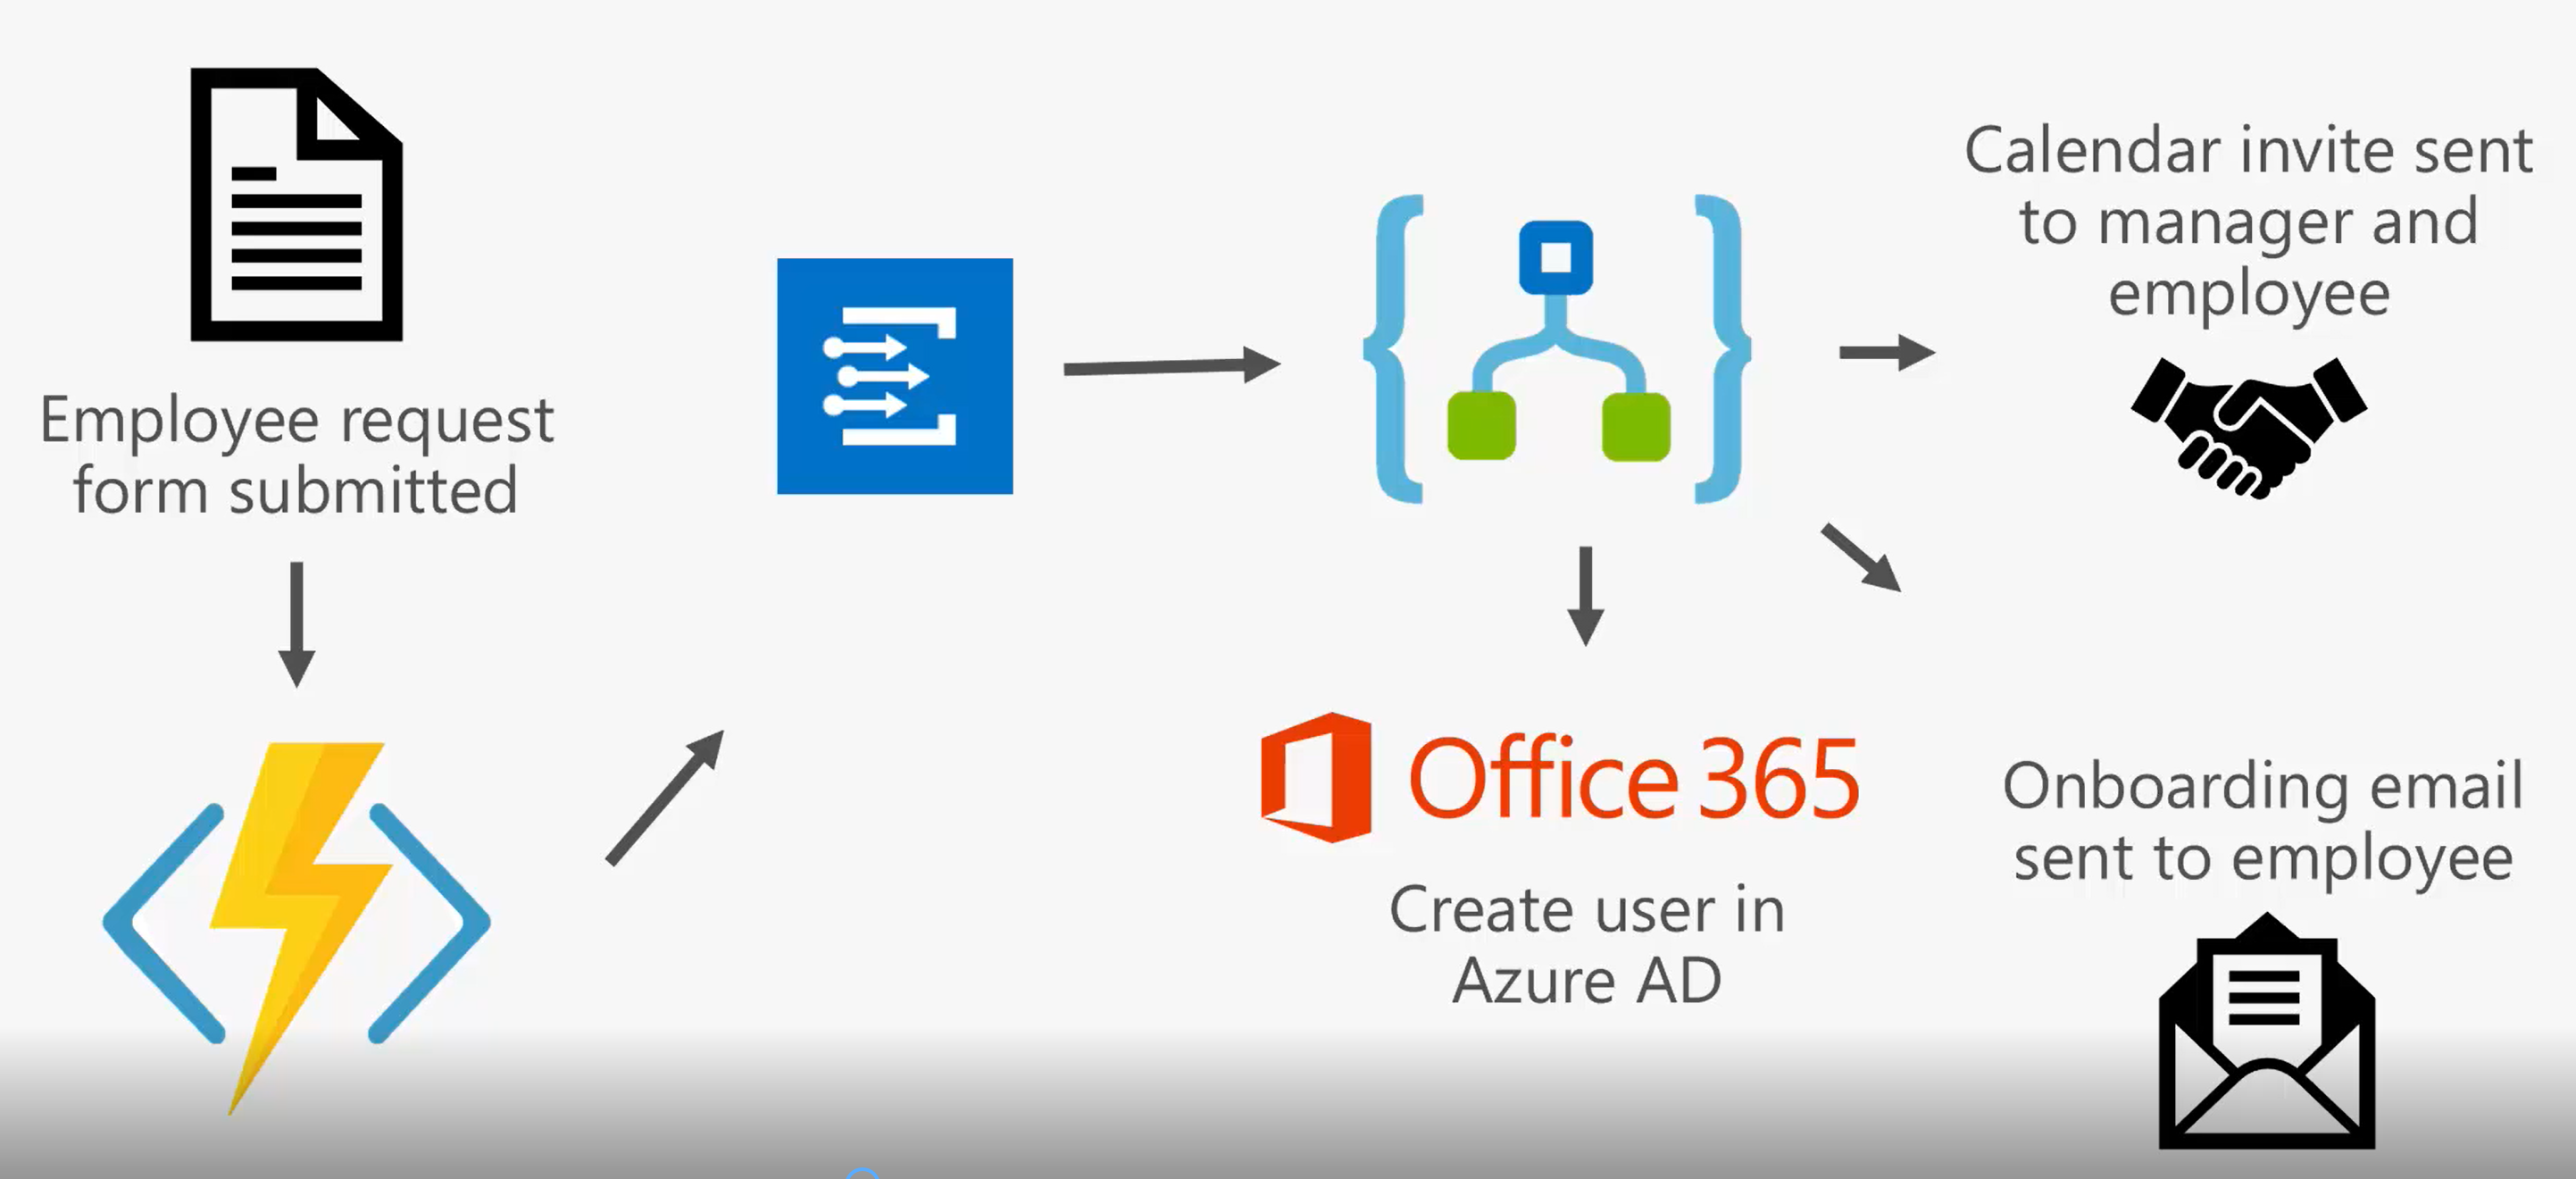 Employee request
form submitted
Calendar invite sent
to manager and
employee
Office 365
Create user in
Azure AD
Onboarding email
sent to employee